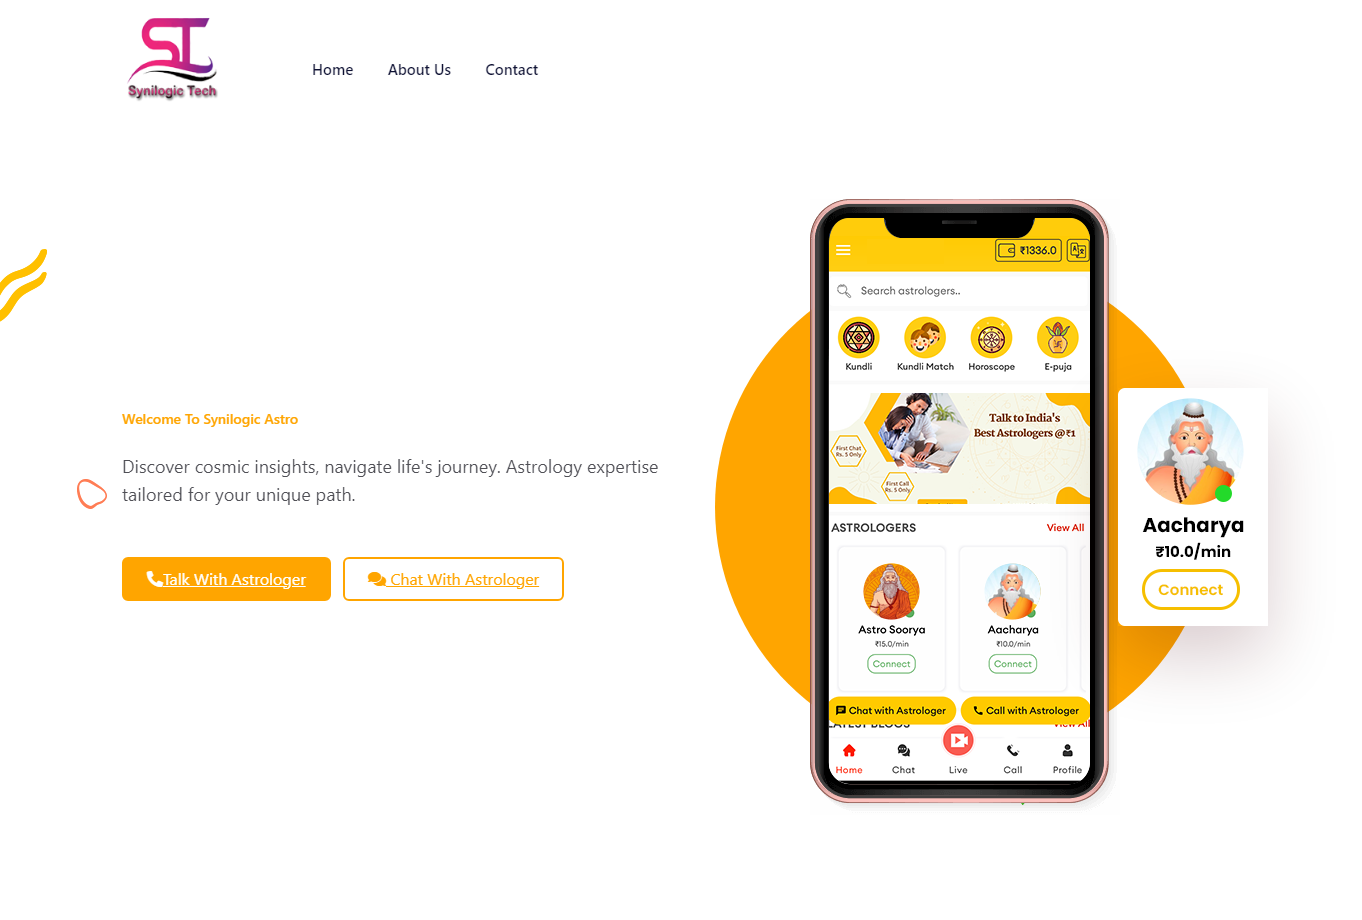 ST
Synilogic Tech
Home
About Us
Contact
Welcome To Synilogic Astro
Discover cosmic insights, navigate life's journey. Astrology expertise
tailored for your unique path.
Talk With Astrologer
Chat With Astrologer
₹1336.0
Search astrologers..
Kundli
Kundli Match
Horoscope
E-puja
Talk to India's
Best Astrologers @₹1
First Chat
Rs. 5 Only
First Call
Rs. 5 Only
ASTROLOGERS
View All
Astro Soorya
₹15.0/min
Connect
Aacharya
₹10.0/min
Connect
Chat with Astrologer
Call with Astrologer
LATEST BLOGS
View All
Home
Chat
Live
Call
Profile
Aacharya
₹10.0/min
Connect